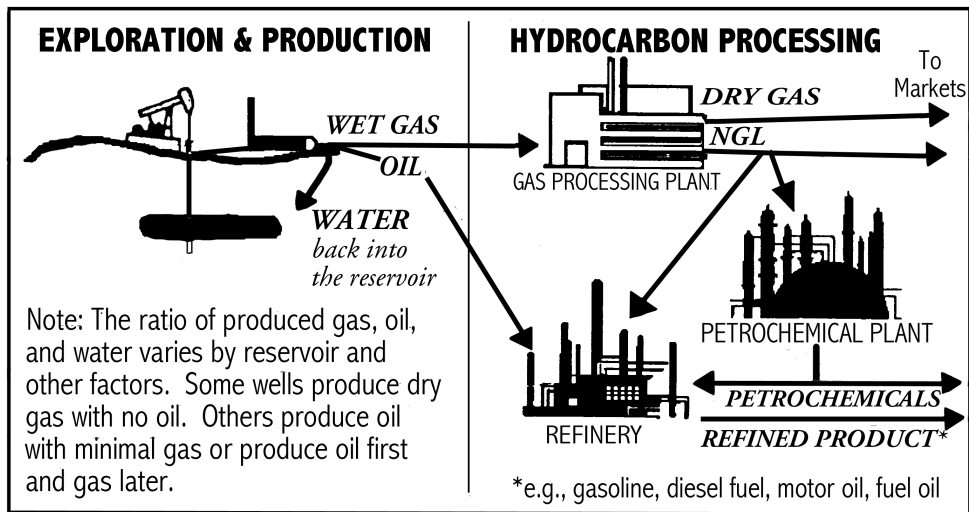 EXPLORATION & PRODUCTION
HYDROCARBON PROCESSING
To
Markets
DRY GAS
WET GAS
NGL
OIL
GAS PROCESSING PLANT
WATER
back into
the reservoir
Note: The ratio of produced gas, oil,
and water varies by reservoir and
other factors. Some wells produce dry
gas with no oil. Others produce oil
with minimal gas or produce oil first
and gas later.
PETROCHEMICAL PLANT
PETROCHEMICALS
REFINERY
REFINED PRODUCT*
*e.g., gasoline, diesel fuel, motor oil, fuel oil